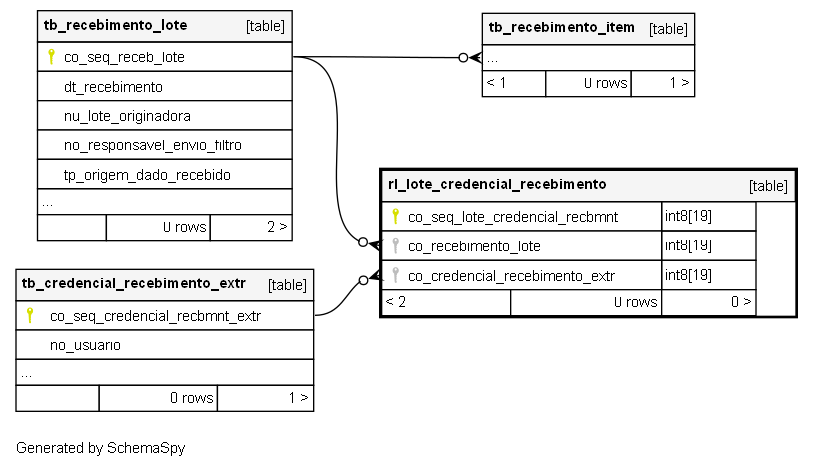 tb_recebimento_lote [table]
co_seq_receb_lote
dt_recebimento
nu_lote_originadora
no_responsavel_envio_filtro
tp_origem_dado_recebido
...
0 rows 2 >
tb_recebimento_item [table]
...
< 1 0 rows 1 >
rl_lote_credencial_recebimento [table]
co_seq_lote_credencial_recbmnt int8[19]
co_recebimento_lote int8[19]
co_credencial_recebimento_extr int8[19]
< 2 0 rows 0 >
tb_credencial_recebimento_extr [table]
co_seq_credencial_recbmnt_extr
no_usuario
...
0 rows 1 >
Generated by SchemaSpy